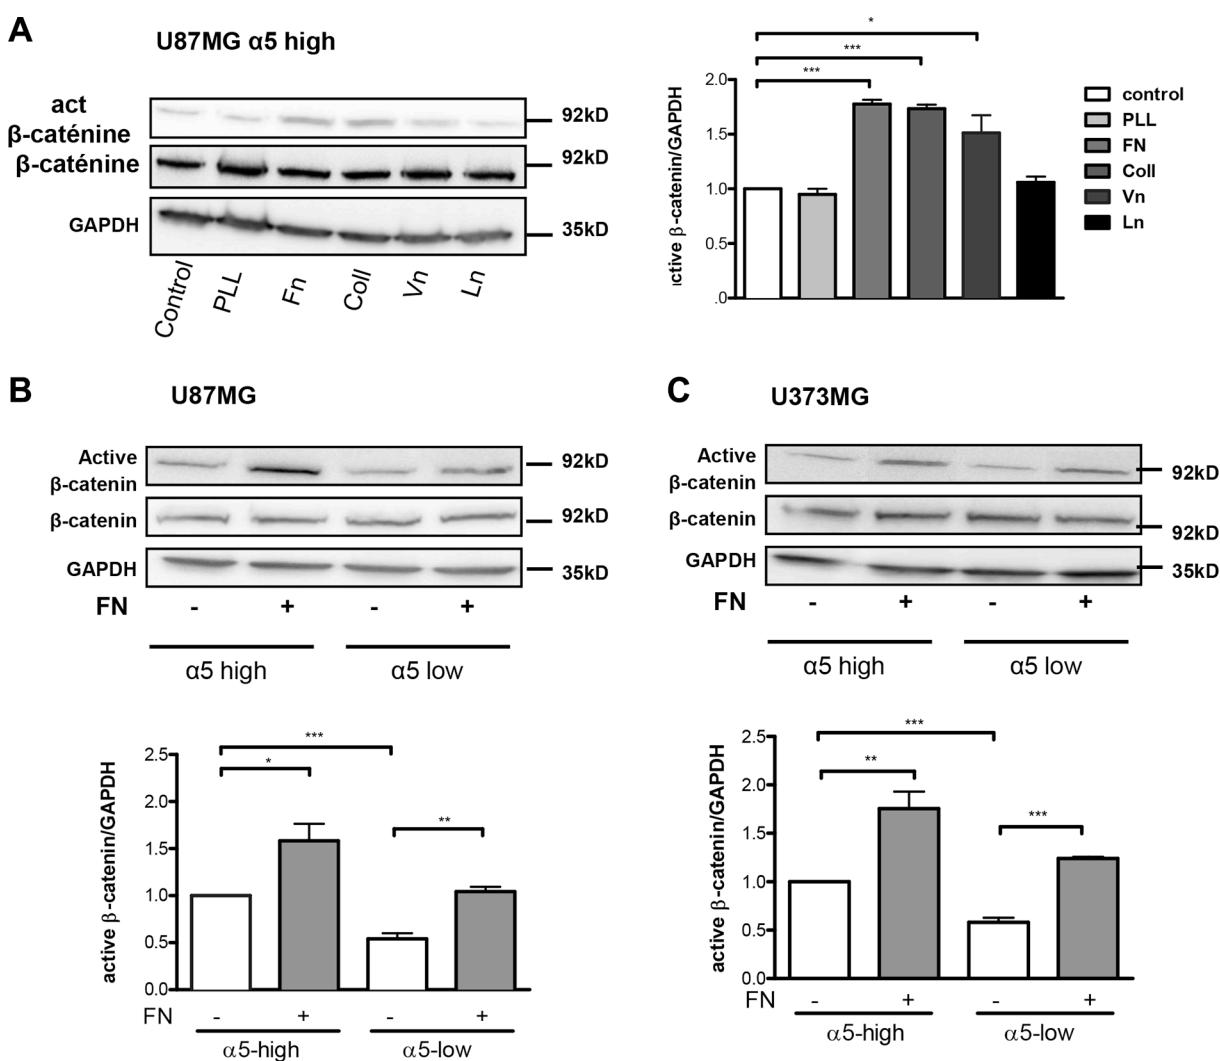 A
U87MG α5 high
act
β-caténine
β-caténine
GAPDH
92kD
92kD
35kD
Control
PLL
Fn
Coll
Vn
Ln
ctive β-catenin/GAPDH
2.0
1.5
1.0
0.5
.0
*
***
***
control
PLL
FN
Coll
Vn
Ln
B
U87MG
Active
β-catenin
β-catenin
GAPDH
92kD
92kD
35kD
FN - + - +
α5 high α5 low
active β-catenin/GAPDH
2.5
2.0
1.5
1.0
0.5
0.0
***
*
**
FN - + - +
α5-high α5-low
C
U373MG
Active
β-catenin
β-catenin
GAPDH
92kD
92kD
35kD
FN - + - +
α5 high α5 low
active β-catenin/GAPDH
2.5
2.0
1.5
1.0
0.5
0.0
***
**
***
FN - + - +
α5-high α5-low